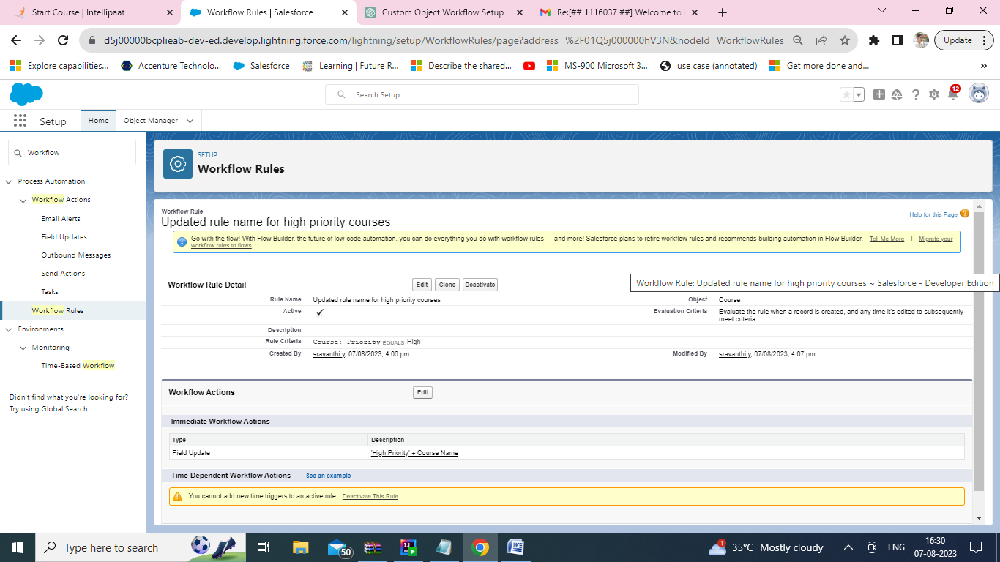 Start Course | Intellipaat
Workflow Rules | Salesforce
Custom Object Workflow Setup
Re:[## 1116037 ##] Welcome to
d5j00000bcplieab-dev-ed.develop.lightning.force.com/lightning/setup/WorkflowRules/page?address=%2F01Q5j000000hV3N&nodeId=WorkflowRules
Update
Explore capabilities...
Accenture Technolo...
Salesforce
Learning | Future R...
Describe the shared...
MS-900 Microsoft 3...
use case (annotated)
Get more done and...
»
Search Setup
12
Setup
Home
Object Manager
Workflow
Process Automation
Workflow Actions
Email Alerts
Field Updates
Outbound Messages
Send Actions
Tasks
Workflow Rules
Environments
Monitoring
Time-Based Workflow
Didn't find what you're looking for?
Try using Global Search.
SETUP
Workflow Rules
Workflow Rule
Updated rule name for high priority courses
Help for this Page
Go with the flow! With Flow Builder, the future of low-code automation, you can do everything you do with workflow rules — and more! Salesforce plans to retire workflow rules and recommends building automation in Flow Builder. Tell Me More | Migrate your
workflow rules to flows
Workflow Rule Detail
Edit
Clone
Deactivate
Workflow Rule: Updated rule name for high priority courses ~ Salesforce - Developer Edition
Rule Name Updated rule name for high priority courses
Object Course
Active
Evaluation Criteria Evaluate the rule when a record is created, and any time it's edited to subsequently
meet criteria
Description
Rule Criteria Course: Priority EQUALS High
Created By sravanthi y, 07/08/2023, 4:06 pm
Modified By sravanthi y, 07/08/2023, 4:07 pm
Workflow Actions
Edit
Immediate Workflow Actions
Type Description
Field Update 'High Priority' + Course Name
Time-Dependent Workflow Actions See an example
You cannot add new time triggers to an active rule. Deactivate This Rule
Type here to search
50
1
35°C Mostly cloudy
ENG
16:30
07-08-2023